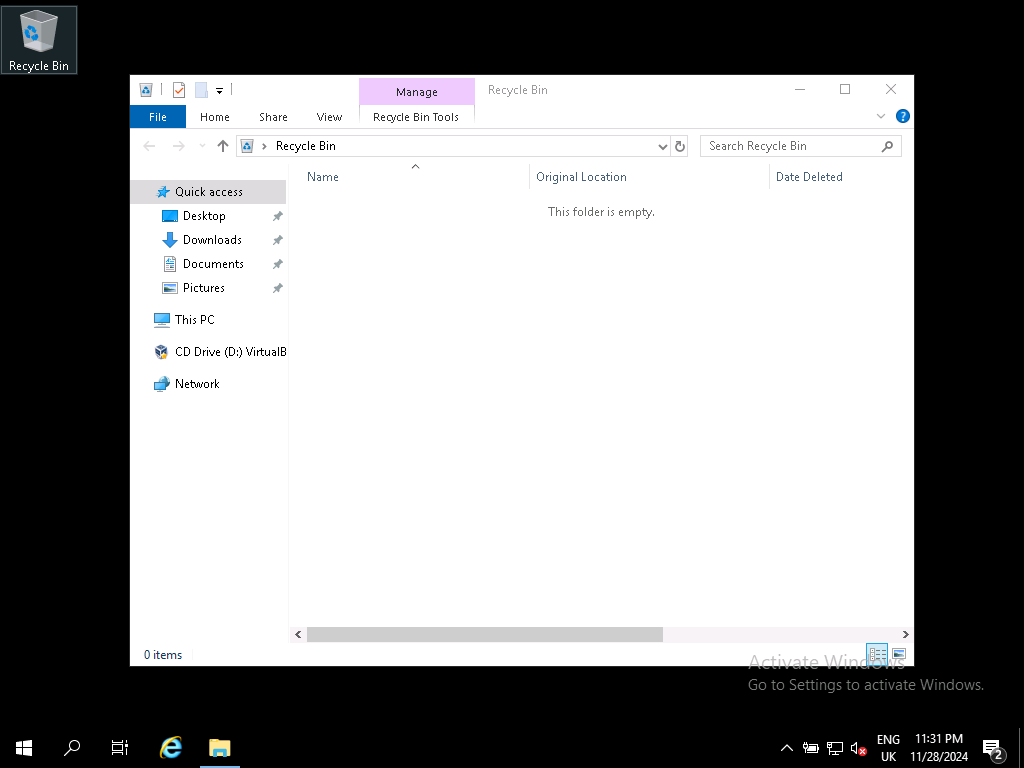 Recycle Bin
Manage
Recycle Bin
File
Home
Share
View
Recycle Bin Tools
?
Recycle Bin
Search Recycle Bin
Name
Original Location
Date Deleted
This folder is empty.
Quick access
Desktop
Downloads
Documents
Pictures
This PC
CD Drive (D:) VirtualB
Network
0 items
Activate Windows
Go to Settings to activate Windows.
ENG
UK
11:31 PM
11/28/2024
2